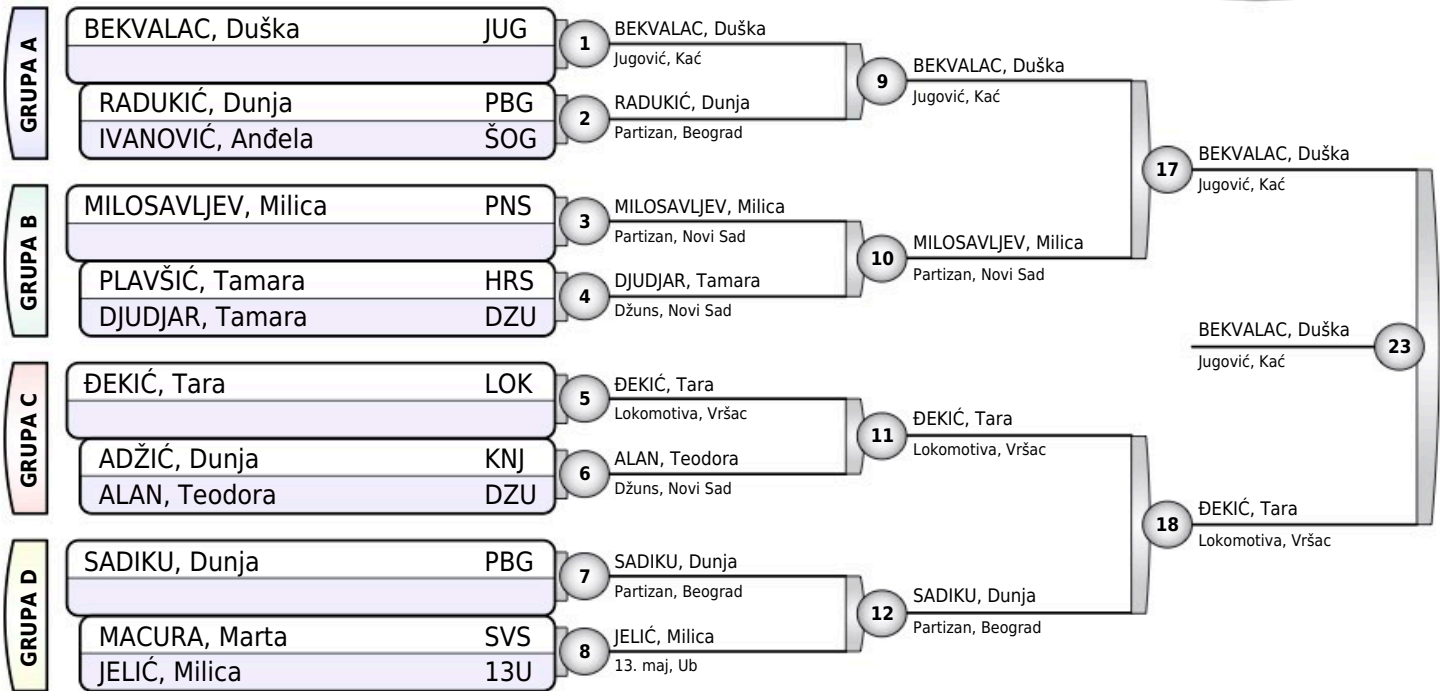 GRUPA A
BEKVALAC, Duška JUG
RADUKIĆ, Dunja PBG
IVANOVIĆ, Anđela ŠOG
1
BEKVALAC, Duška
Jugović, Kać
2
RADUKIĆ, Dunja
Partizan, Beograd
9
BEKVALAC, Duška
Jugović, Kać
GRUPA B
MILOSAVLJEV, Milica PNS
PLAVŠIĆ, Tamara HRS
DJUDJAR, Tamara DZU
3
MILOSAVLJEV, Milica
Partizan, Novi Sad
4
DJUDJAR, Tamara
Džuns, Novi Sad
10
MILOSAVLJEV, Milica
Partizan, Novi Sad
17
BEKVALAC, Duška
Jugović, Kać
GRUPA C
ĐEKIĆ, Tara LOK
ADŽIĆ, Dunja KNJ
ALAN, Teodora DZU
5
ĐEKIĆ, Tara
Lokomotiva, Vršac
6
ALAN, Teodora
Džuns, Novi Sad
11
ĐEKIĆ, Tara
Lokomotiva, Vršac
GRUPA D
SADIKU, Dunja PBG
MACURA, Marta SVS
JELIĆ, Milica 13U
7
SADIKU, Dunja
Partizan, Beograd
8
JELIĆ, Milica
13. maj, Ub
12
SADIKU, Dunja
Partizan, Beograd
18
ĐEKIĆ, Tara
Lokomotiva, Vršac
BEKVALAC, Duška
Jugović, Kać
23